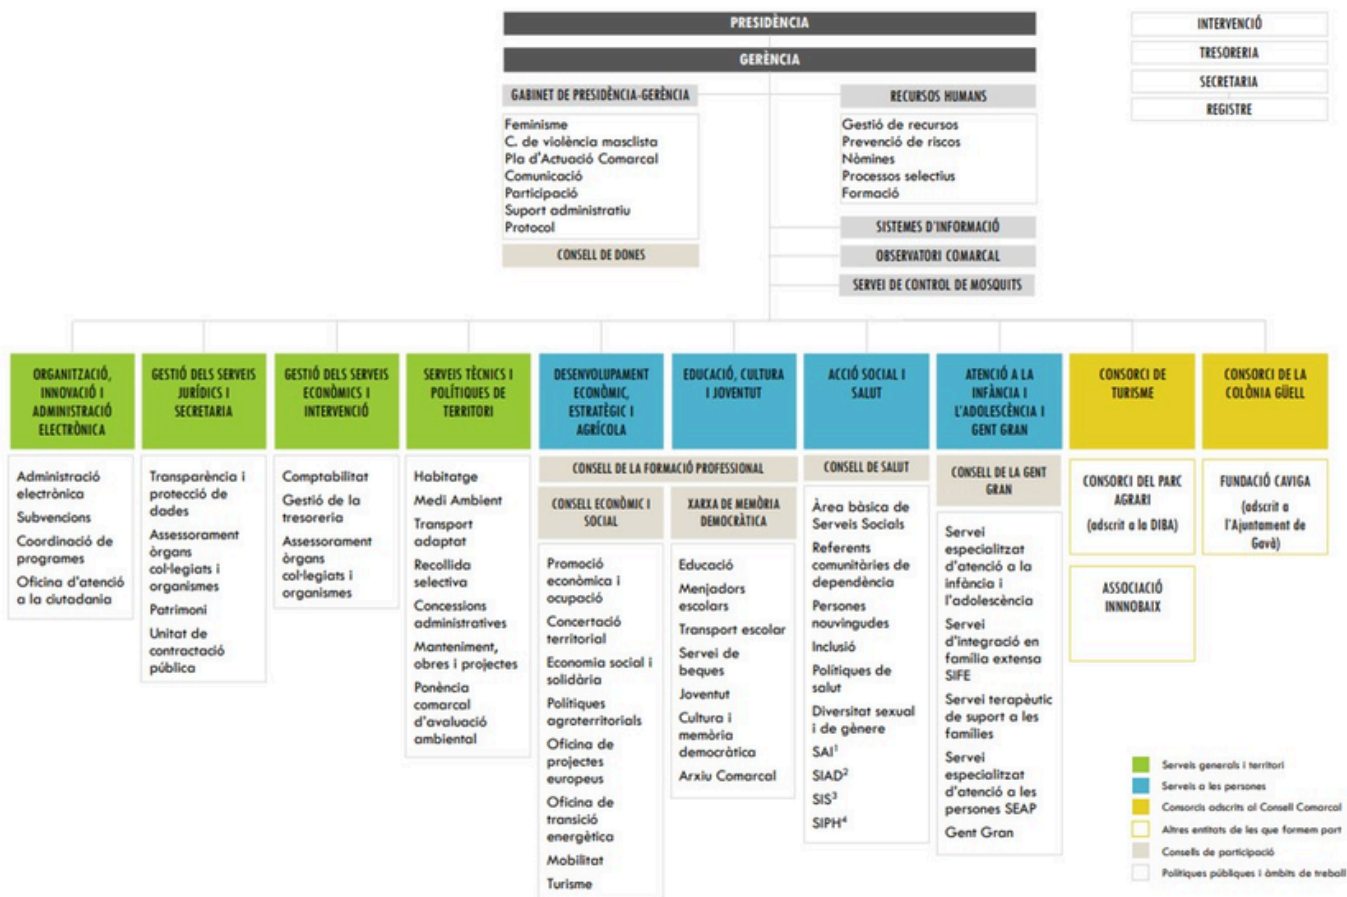 PRESIDÈNCIA
GERÈNCIA
INTERVENCIÓ
TRESORERIA
SECRETARIA
REGISTRE
GABINET DE PRESIDÈNCIA-GERÈNCIA
Feminisme
C. de violència masclista
Pla d'Actuació Comarcal
Comunicació
Participació
Suport administratiu
Protocol
CONSELL DE DONES
RECURSOS HUMANS
Gestió de recursos
Prevenció de riscos
Nòmines
Processos selectius
Formació
SISTEMES D'INFORMACIÓ
OBSERVATORI COMARCAL
SERVEI DE CONTROL DE MOSQUITS
ORGANITZACIÓ,
INNOVACIÓ I
ADMINISTRACIÓ
ELECTRÒNICA
Administració
electrònica
Subvencions
Coordinació de
programes
Oficina d'atenció
a la ciutadania
GESTIÓ DELS SERVEIS
JURÍDICS I
SECRETARIA
Transparència i
protecció de
dades
Assessorament
òrgans
col·legiats i
organismes
Patrimoni
Unitat de
contractació
pública
GESTIÓ DELS SERVEIS
ECONÒMICS I
INTERVENCIÓ
Comptabilitat
Gestió de la
tresoreria
Assessorament
òrgans
col·legiats i
organismes
SERVEIS TÈCNICS I
POLÍTIQUES DE
TERRITORI
Habitatge
Medi Ambient
Transport
adaptat
Recollida
selectiva
Concessions
administratives
Manteniment,
obres i projectes
Ponència
comarcal
d'avaluació
ambiental
DESENVOLUPAMENT
ECONÒMIC,
ESTRATÈGIC I
AGRÍCOLA
EDUCACIÓ, CULTURA
I JOVENTUT
CONSELL DE LA FORMACIÓ PROFESSIONAL
CONSELL ECONÒMIC I
SOCIAL
Promoció
econòmica i
ocupació
Concertació
territorial
Economia social i
solidària
Polítiques
agroterritorials
Oficina de
projectes
europeus
Oficina de
transició
energètica
Mobilitat
Turisme
XARXA DE MEMÒRIA
DEMOCRÀTICA
Educació
Menjadors
escolars
Transport escolar
Servei de
beques
Joventut
Cultura i
memòria
democràtica
Arxiu Comarcal
ACCIÓ SOCIAL I
SALUT
CONSELL DE SALUT
Àrea bàsica de
Serveis Socials
Referents
comunitàries de
dependència
Persones
nouvingudes
Inclusió
Polítiques de
salut
Diversitat sexual
i de gènere
SAI¹
SIAD²
SIS³
SIPH⁴
ATENCIÓ A LA
INFÀNCIA I
L'ADOLESCÈNCIA I
GENT GRAN
CONSELL DE LA GENT
GRAN
Servei
especialitzat
d'atenció a la
infància i
l'adolescència
Servei
d'integració en
família extensa
SIFE
Servei terapèutic
de suport a les
famílies
Servei
especialitzat
d'atenció a les
persones SEAP
Gent Gran
CONSORCI DE
TURISME
CONSORCI DEL PARC
AGRARI
(adscrit a la DIBA)
ASSOCIACIÓ
INNNOBAIX
CONSORCI DE LA
COLÒNIA GÜELL
FUNDACIÓ CAVIGA
(adscrit a
l'Ajuntament de
Gavà)
Serveis generals i territori
Serveis a les persones
Consorcis adscrits al Consell Comarcal
Altres entitats de les que formem part
Consells de participació
Polítiques públiques i àmbits de treball